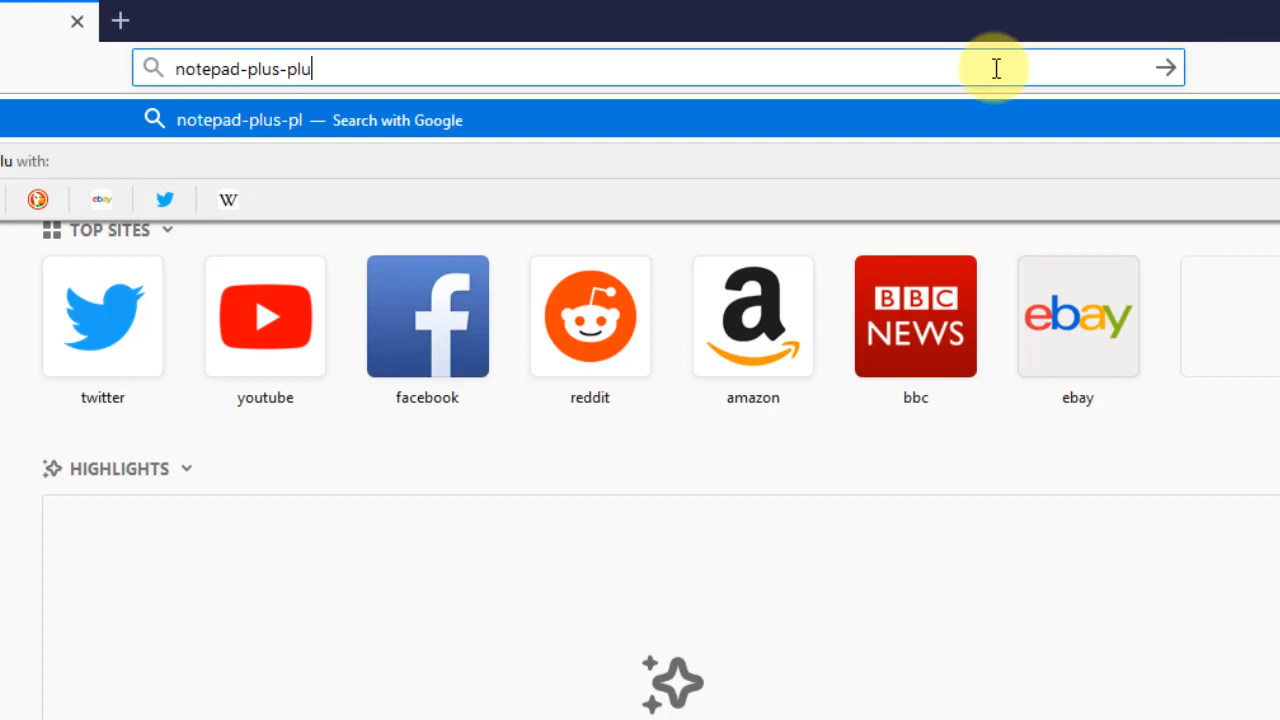 notepad-plus-plu
notepad-plus-pl — Search with Google
lu with:
ebay W
TOP SITES
a BBC NEWS ebay
twitter youtube facebook reddit amazon bbc ebay
HIGHLIGHTS